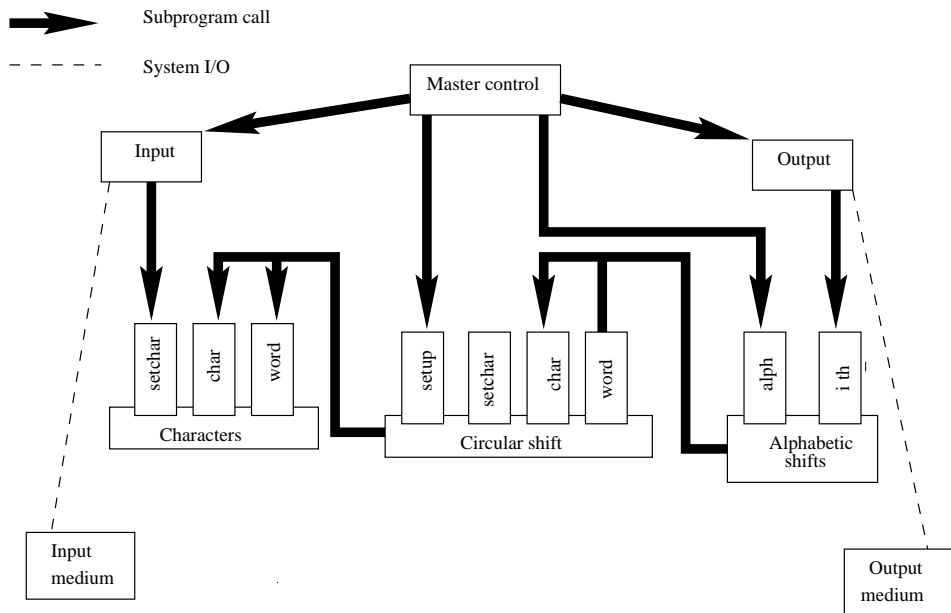 Subprogram call
System I/O
Master control
Input
Output
setchar
char
word
setup
setchar
char
word
alph
i th
Characters
Circular shift
Alphabetic
shifts
Input
medium
Output
medium